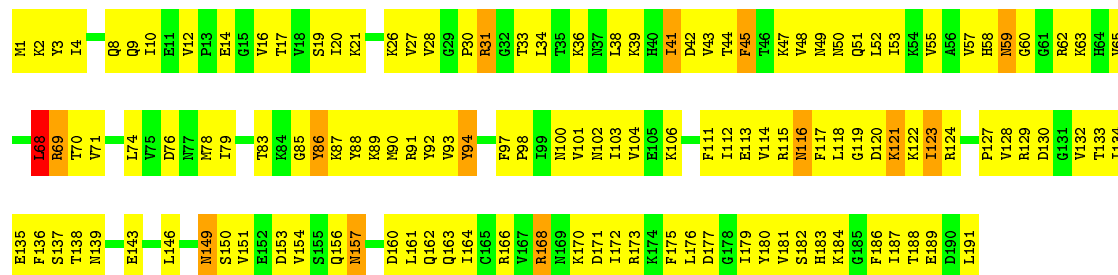 M1 K2 Y3 I4 Q8 Q9 I10 E11 V12 P13 E14 G15 V16 T17 V18 S19 I20 K21 K26 V27 V28 G29 P30 R31 G32 T33 L34 T35 K36 N37 L38 K39 H40 I41 D42 V43 T44 F45 T46 K47 V48 N49 N50 Q51 L52 I53 K54 V55 A56 V57 H58 N59 G60 G61 R62 K63 H64 V65
L68 R69 T70 V71 L74 V75 D76 N77 M78 I79 T83 K84 G85 Y86 K87 Y88 K89 M90 R91 Y92 V93 Y94 F97 P98 I99 N100 V101 N102 I103 V104 E105 K106 F111 I112 E113 V114 R115 N116 F117 L118 G119 D120 K121 K122 I123 R124 P127 V128 R129 D130 G131 V132 T133 I134
E135 F136 S137 T138 N139 E143 L146 N149 S150 V151 E152 D153 V154 S155 Q156 N157 D160 L161 Q162 Q163 I164 C165 R166 V167 R168 N169 K170 D171 I172 R173 K174 F175 L176 D177 G178 I179 Y180 V181 S182 H183 K184 G185 F186 I187 T188 E189 D190 L191